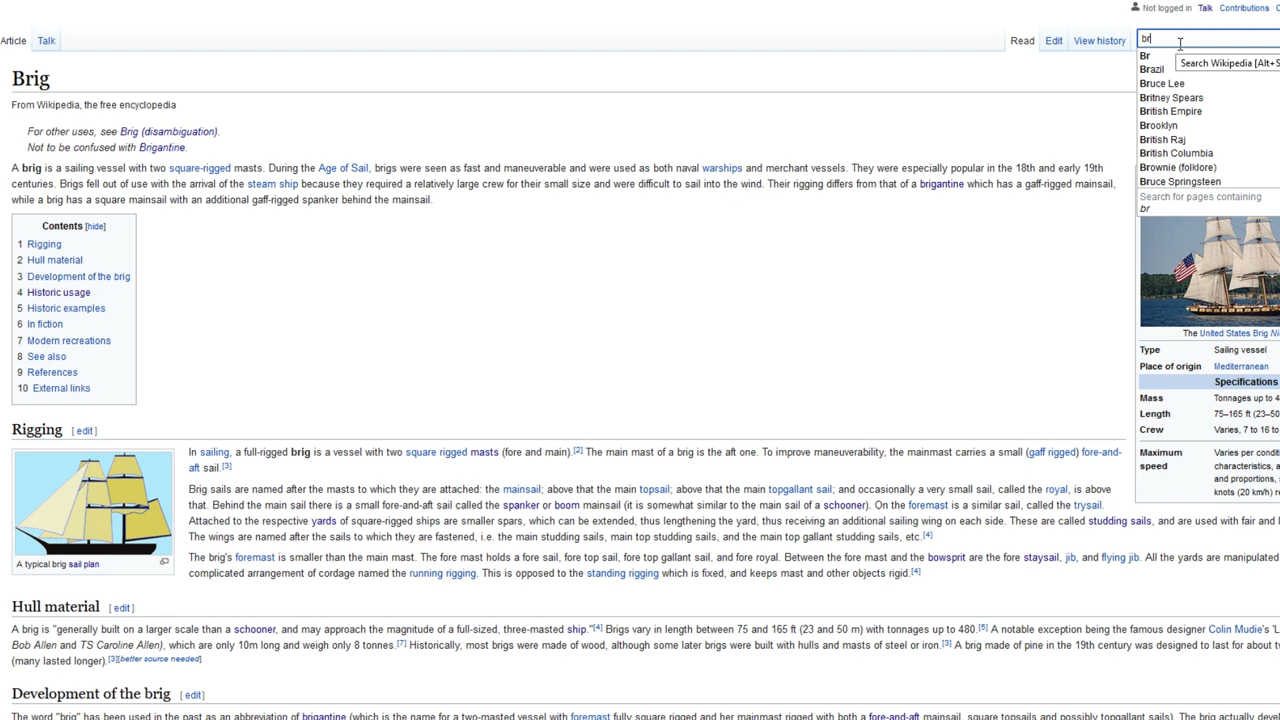 Not logged in Talk Contributions
Article Talk Read Edit View history br
Br
Brazil
Search Wikipedia [Alt+S
Bruce Lee
Britney Spears
British Empire
Brooklyn
British Raj
British Columbia
Brownie (folklore)
Bruce Springsteen
Search for pages containing
br
Brig
From Wikipedia, the free encyclopedia
For other uses, see Brig (disambiguation).
Not to be confused with Brigantine.
A brig is a sailing vessel with two square-rigged masts. During the Age of Sail, brigs were seen as fast and maneuverable and were used as both naval warships and merchant vessels. They were especially popular in the 18th and early 19th
centuries. Brigs fell out of use with the arrival of the steam ship because they required a relatively large crew for their small size and were difficult to sail into the wind. Their rigging differs from that of a brigantine which has a gaff-rigged mainsail,
while a brig has a square mainsail with an additional gaff-rigged spanker behind the mainsail.
Contents [hide]
1 Rigging
2 Hull material
3 Development of the brig
4 Historic usage
5 Historic examples
6 In fiction
7 Modern recreations
8 See also
9 References
10 External links
The United States Brig
Type Sailing vessel
Place of origin Mediterranean
Specifications
Mass Tonnages up to 4
Length 75–165 ft (23–50
Crew Varies, 7 to 16 to
Maximum speed Varies per condit
characteristics, a
and proportions, s
knots (20 km/h) re
Rigging [ edit ]
In sailing, a full-rigged brig is a vessel with two square rigged masts (fore and main).[2] The main mast of a brig is the aft one. To improve maneuverability, the mainmast carries a small (gaff rigged) fore-and-
aft sail.[3]
Brig sails are named after the masts to which they are attached: the mainsail; above that the main topsail; above that the main topgallant sail; and occasionally a very small sail, called the royal, is above
that. Behind the main sail there is a small fore-and-aft sail called the spanker or boom mainsail (it is somewhat similar to the main sail of a schooner). On the foremast is a similar sail, called the trysail.
Attached to the respective yards of square-rigged ships are smaller spars, which can be extended, thus lengthening the yard, thus receiving an additional sailing wing on each side. These are called studding sails, and are used with fair and
The wings are named after the sails to which they are fastened, i.e. the main studding sails, main top studding sails, and the main top gallant studding sails, etc.[4]
The brig's foremast is smaller than the main mast. The fore mast holds a fore sail, fore top sail, fore top gallant sail, and fore royal. Between the fore mast and the bowsprit are the fore staysail, jib, and flying jib. All the yards are manipulated
complicated arrangement of cordage named the running rigging. This is opposed to the standing rigging which is fixed, and keeps mast and other objects rigid.[4]
A typical brig sail plan
Hull material [ edit ]
A brig is "generally built on a larger scale than a schooner, and may approach the magnitude of a full-sized, three-masted ship."[4] Brigs vary in length between 75 and 165 ft (23 and 50 m) with tonnages up to 480.[5] A notable exception being the famous designer Colin Mudie's 'L
Bob Allen and TS Caroline Allen), which are only 10m long and weigh only 8 tonnes.[7] Historically, most brigs were made of wood, although some later brigs were built with hulls and masts of steel or iron.[3] A brig made of pine in the 19th century was designed to last for about
(many lasted longer).[3][better source needed]
Development of the brig [ edit ]
The word "brig" has been used in the past as an abbreviation of brigantine (which is the name for a two-masted vessel with foremast fully square rigged and her mainmast rigged with both a fore-and-aft mainsail, square topsails and possibly topgallant sails). The brig actually